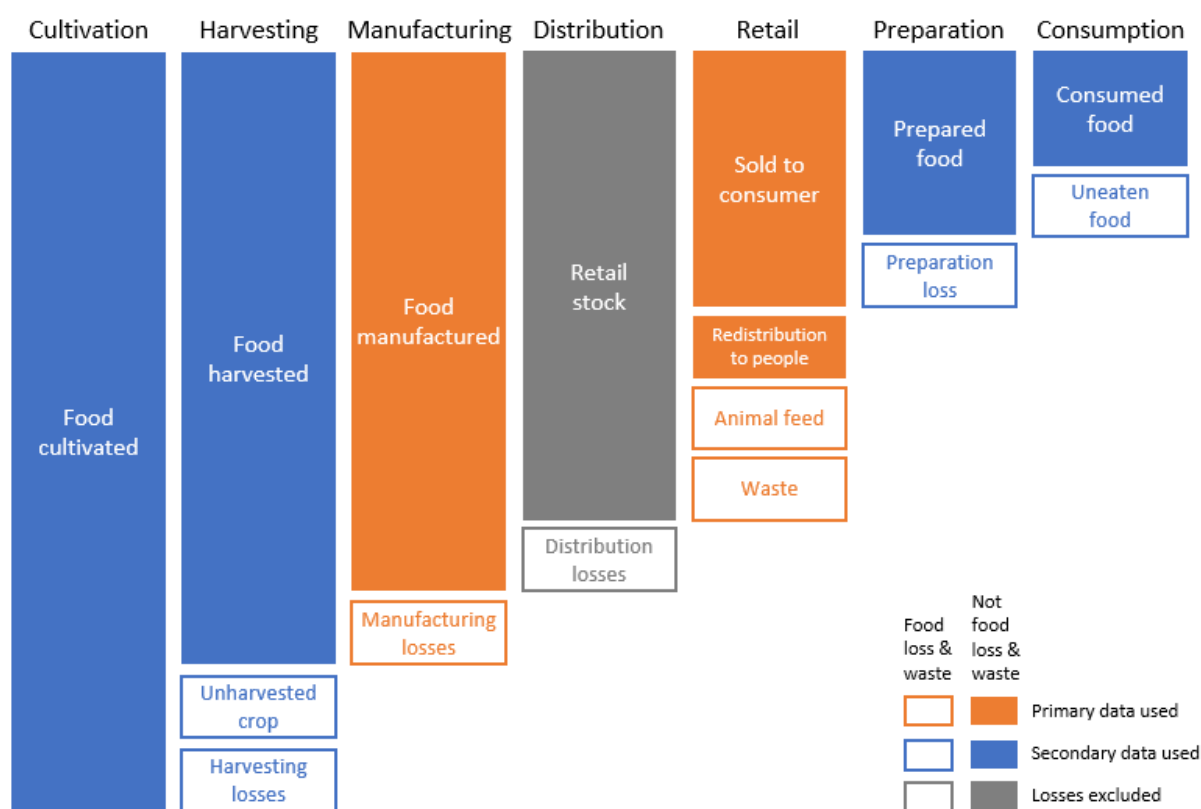 Cultivation
Harvesting
Manufacturing
Distribution
Retail
Preparation
Consumption
Food
cultivated
Food
harvested
Unharvested
crop
Harvesting
losses
Food
manufactured
Manufacturing
losses
Retail
stock
Distribution
losses
Sold to
consumer
Redistribution
to people
Animal feed
Waste
Prepared
food
Preparation
loss
Consumed
food
Uneaten
food
Food
loss &
waste
Not
food
loss &
waste
Primary data used
Secondary data used
Losses excluded